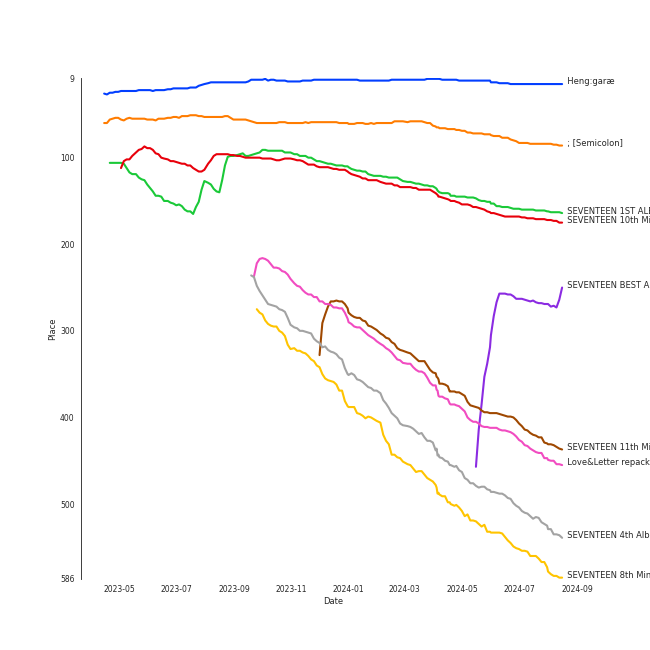 9
100
200
300
400
500
586
Place
2023-05
2023-07
2023-09
2023-11
2024-01
2024-03
2024-05
2024-07
2024-09
Date
Heng:garæ
; [Semicolon]
SEVENTEEN 1ST AL
SEVENTEEN 10th Mi
SEVENTEEN BEST A
SEVENTEEN 11th Mi
Love&Letter repack
SEVENTEEN 4th Alb
SEVENTEEN 8th Min